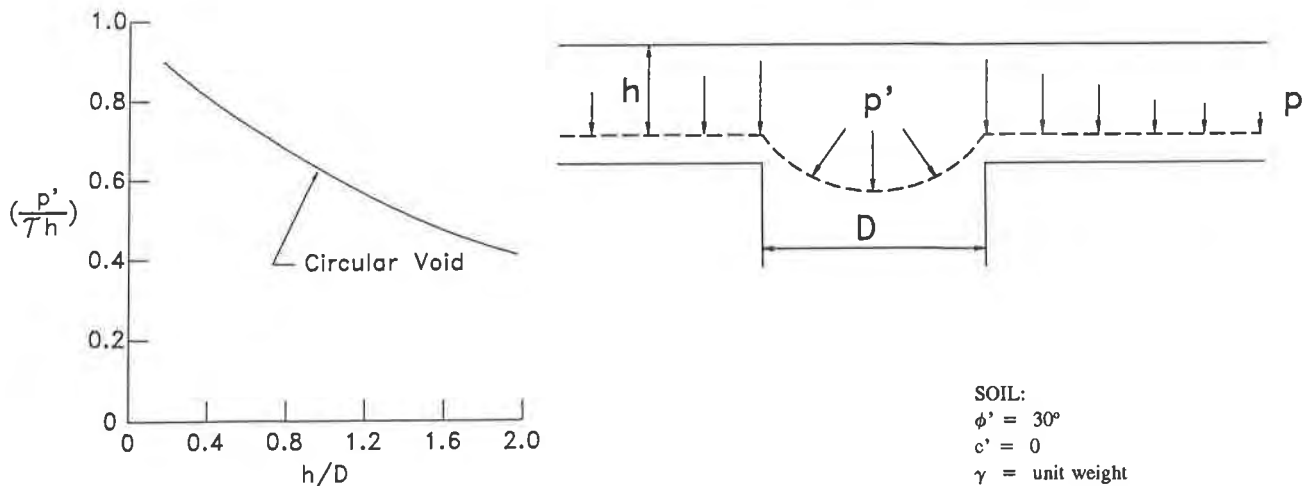 1.0
0.8
0.6
0.4
0.2
0
(p'/τh)
Circular Void
0 0.4 0.8 1.2 1.6 2.0
h/D
h
p'
p
D
SOIL:
ϕ' = 30°
c' = 0
γ = unit weight